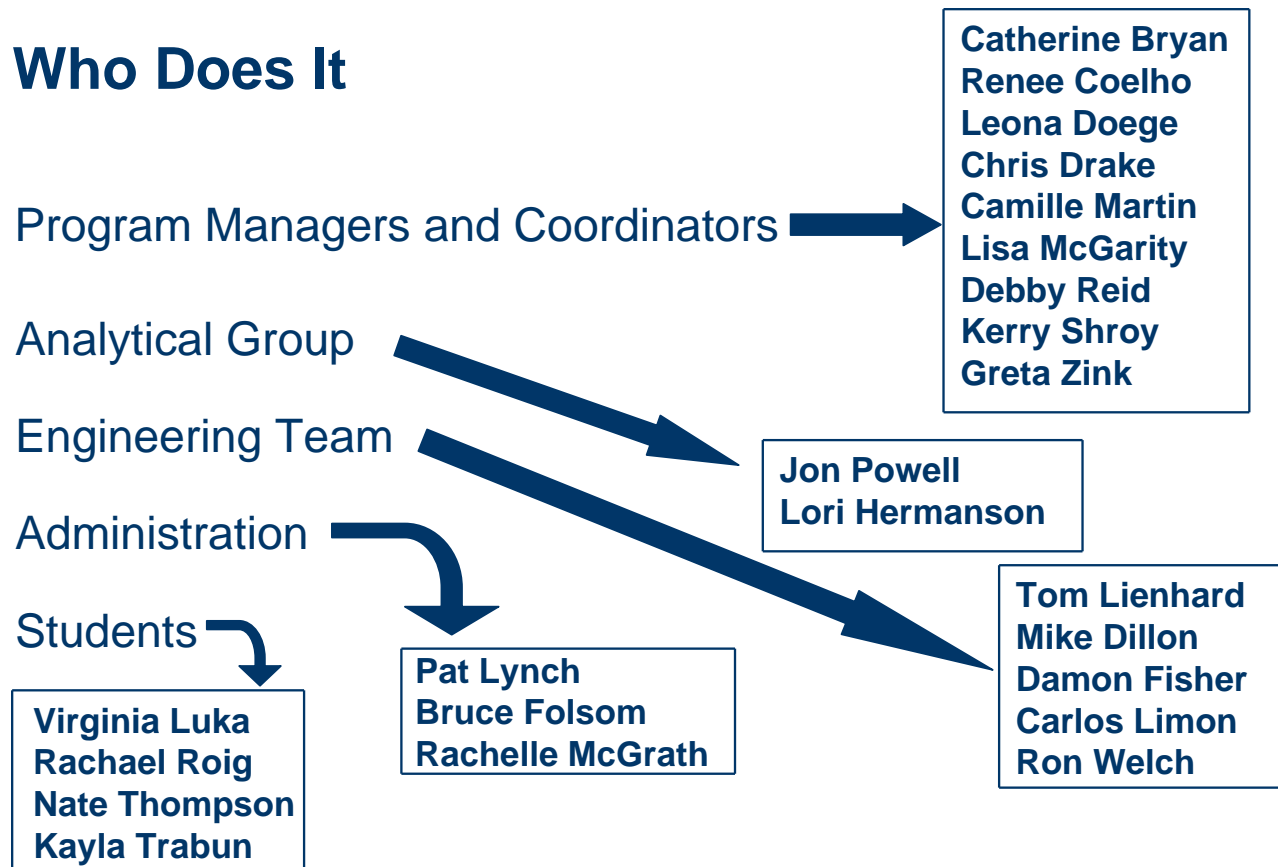 Who Does It
Program Managers and Coordinators
Catherine Bryan
Renee Coelho
Leona Doege
Chris Drake
Camille Martin
Lisa McGarity
Debby Reid
Kerry Shroy
Greta Zink
Analytical Group
Jon Powell
Lori Hermanson
Engineering Team
Tom Lienhard
Mike Dillon
Damon Fisher
Carlos Limon
Ron Welch
Administration
Pat Lynch
Bruce Folsom
Rachelle McGrath
Students
Virginia Luka
Rachael Roig
Nate Thompson
Kayla Trabun